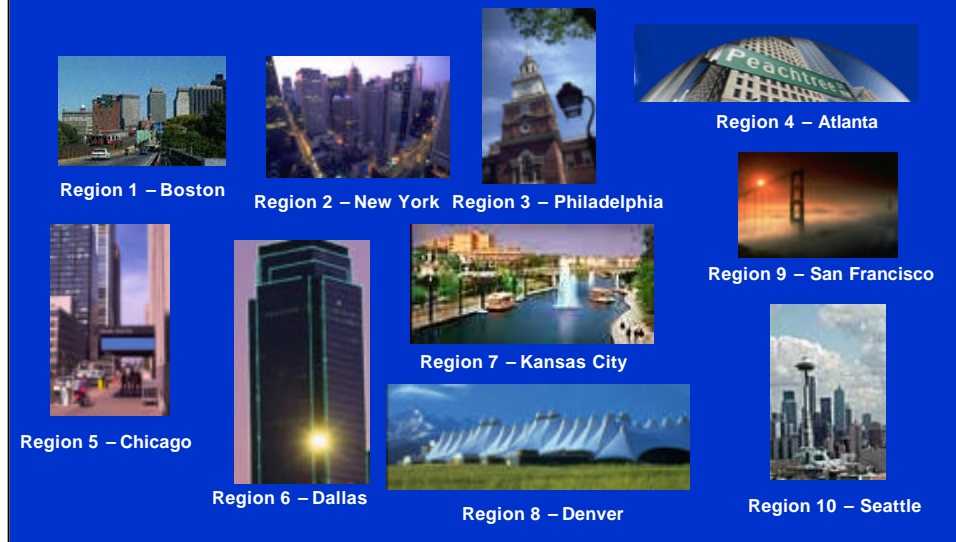 Peachtree
Region 4 – Atlanta
Region 1 – Boston
Region 2 – New York
Region 3 – Philadelphia
Region 9 – San Francisco
Region 7 – Kansas City
Region 5 – Chicago
Region 6 – Dallas
Region 10 – Seattle
Region 8 – Denver